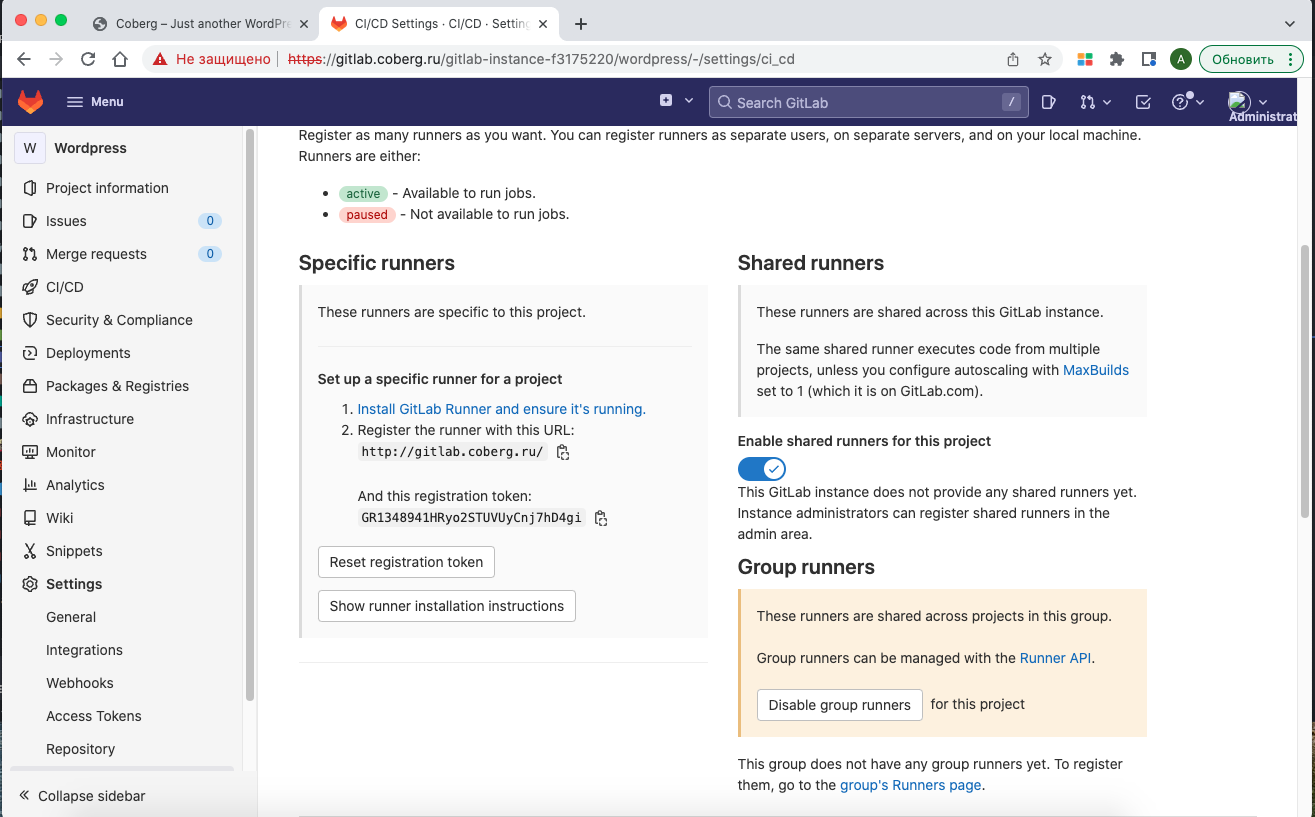 Coberg – Just another WordPre
CI/CD Settings · CI/CD · Setting
Не защищено
https://gitlab.coberg.ru/gitlab-instance-f3175220/wordpress/-/settings/ci_cd
A
Обновить
Menu
Search GitLab
/
Administrat
W
Wordpress
Project information
Issues 0
Merge requests 0
CI/CD
Security & Compliance
Deployments
Packages & Registries
Infrastructure
Monitor
Analytics
Wiki
Snippets
Settings
General
Integrations
Webhooks
Access Tokens
Repository
Collapse sidebar
Register as many runners as you want. You can register runners as separate users, on separate servers, and on your local machine.
Runners are either:
active - Available to run jobs.
paused - Not available to run jobs.
Specific runners
These runners are specific to this project.
Set up a specific runner for a project
1. Install GitLab Runner and ensure it's running.
2. Register the runner with this URL:
http://gitlab.coberg.ru/
And this registration token:
GR1348941HRyo2STUVUyCnj7hD4gi
Reset registration token
Show runner installation instructions
Shared runners
These runners are shared across this GitLab instance.
The same shared runner executes code from multiple
projects, unless you configure autoscaling with MaxBuilds
set to 1 (which it is on GitLab.com).
Enable shared runners for this project
This GitLab instance does not provide any shared runners yet.
Instance administrators can register shared runners in the
admin area.
Group runners
These runners are shared across projects in this group.
Group runners can be managed with the Runner API.
Disable group runners for this project
This group does not have any group runners yet. To register
them, go to the group's Runners page.